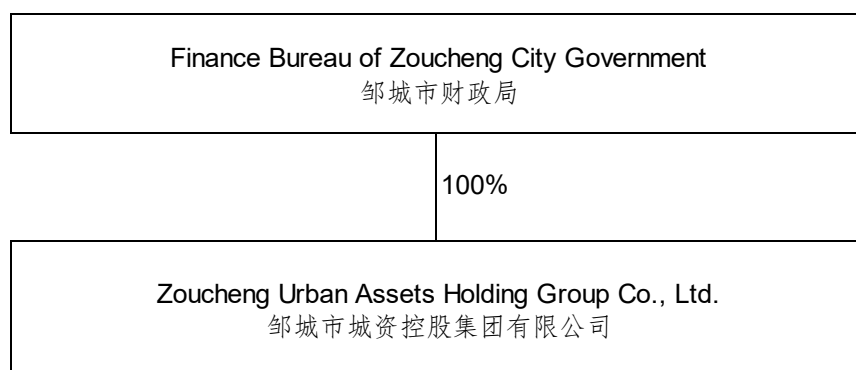 Finance Bureau of Zoucheng City Government
邹城市财政局
100%
Zoucheng Urban Assets Holding Group Co., Ltd.
邹城市城资控股集团有限公司